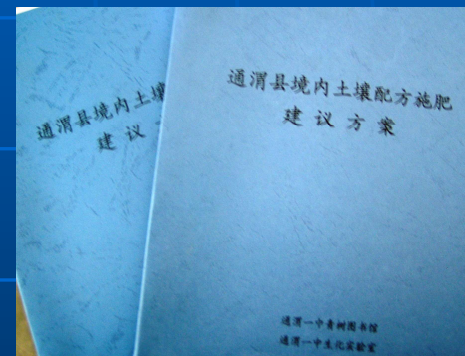 通渭县境内土壤
建议
通渭县境内土壤配方施肥
建议方案
通渭一中青树图书馆
通渭一中生化实验室